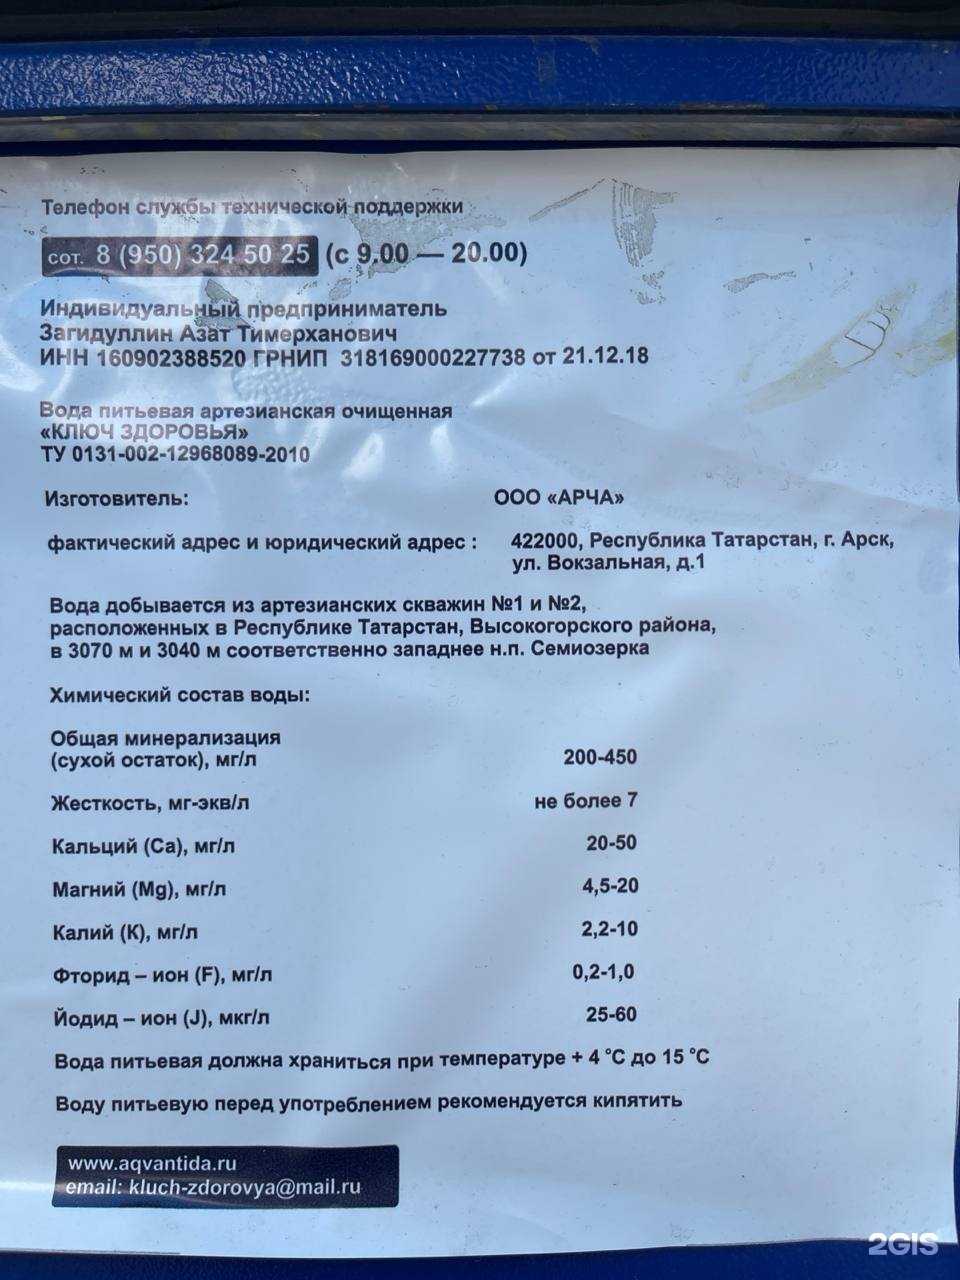 Телефон службы технической поддержки
сот. 8 (950) 324 50 25 (с 9.00 — 20.00)
Индивидуальный предприниматель
Загидуллин Азат Тимерханович
ИНН 160902388520 ГРНИП 318169000227738 от 21.12.18
Вода питьевая артезианская очищенная
«КЛЮЧ ЗДОРОВЬЯ»
ТУ 0131-002-12968089-2010
Изготовитель: ООО «АРЧА»
фактический адрес и юридический адрес : 422000, Республика Татарстан, г. Арск,
ул. Вокзальная, д.1
Вода добывается из артезианских скважин №1 и №2,
расположенных в Республике Татарстан, Высокогорского района,
в 3070 м и 3040 м соответственно западнее н.п. Семиозерка
Химический состав воды:
Общая минерализация
(сухой остаток), мг/л 200-450
Жесткость, мг-экв/л не более 7
Кальций (Ca), мг/л 20-50
Магний (Mg), мг/л 4,5-20
Калий (К), мг/л 2,2-10
Фторид – ион (F), мг/л 0,2-1,0
Йодид – ион (J), мкг/л 25-60
Вода питьевая должна храниться при температуре + 4 °С до 15 °С
Воду питьевую перед употреблением рекомендуется кипятить
www.aqvantida.ru
email: kluch-zdorovya@mail.ru
2GIS